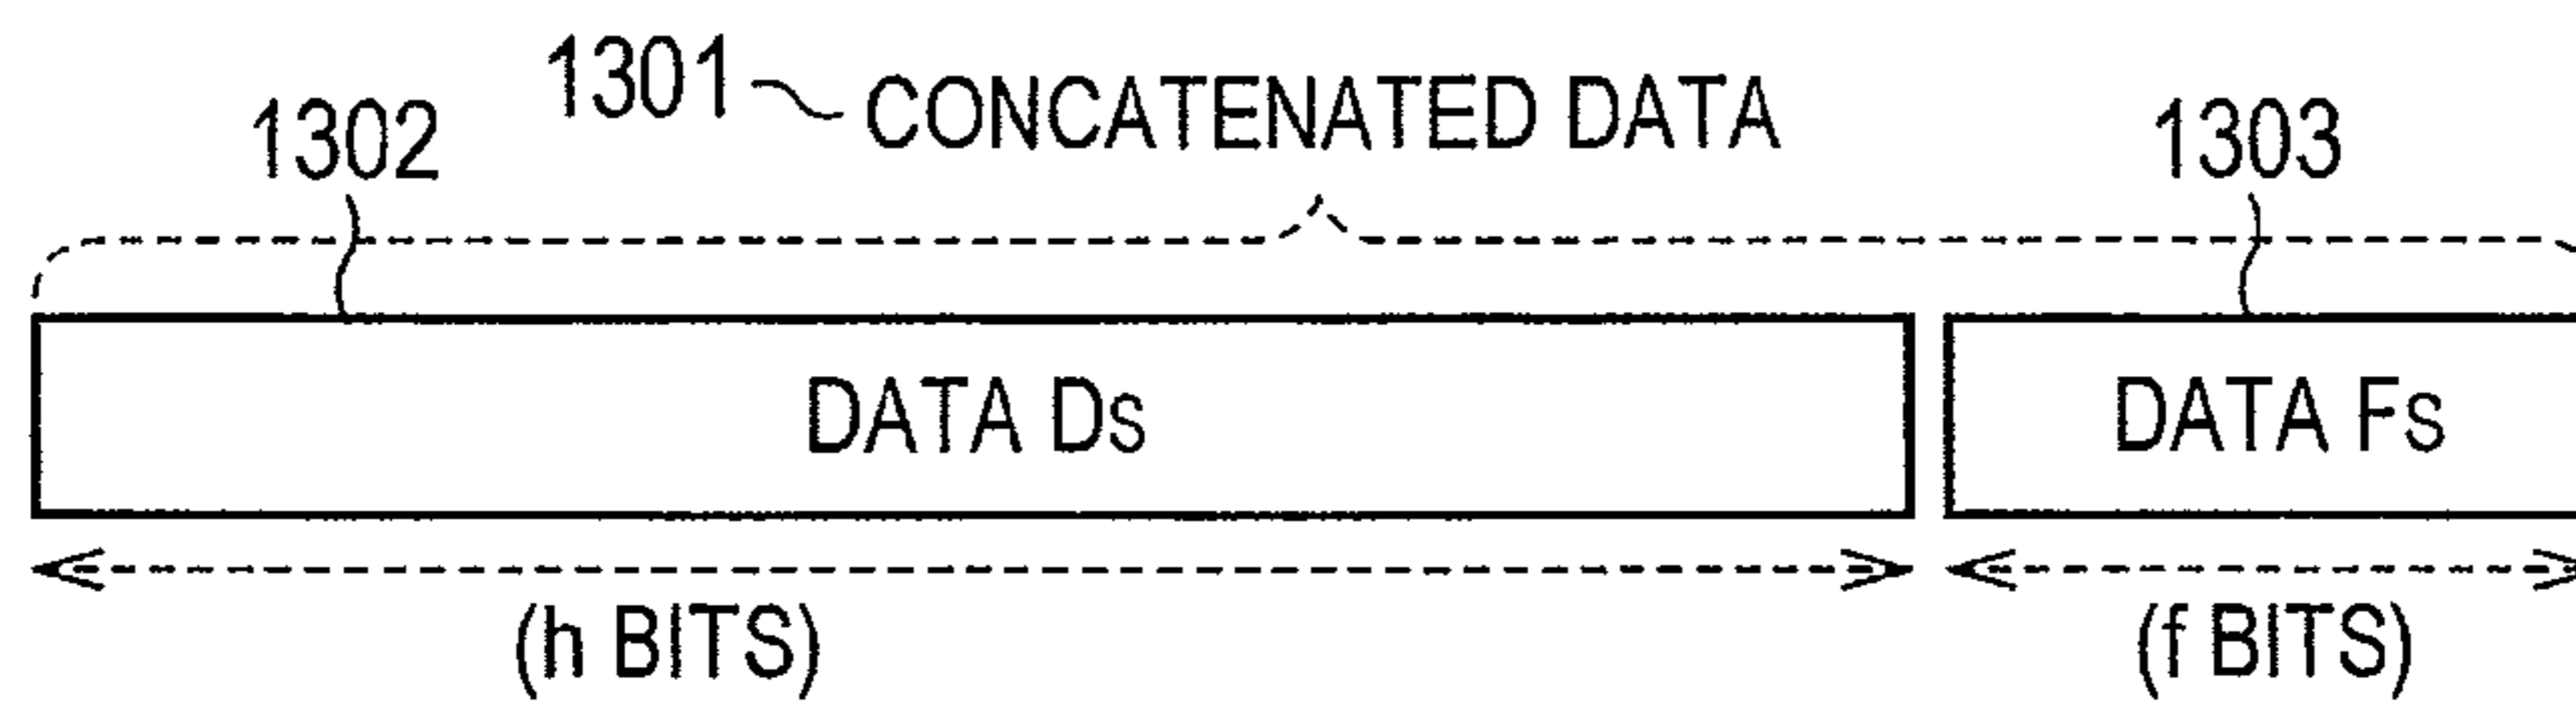 1301 CONCATENATED DATA
1302
1303
DATA Ds
DATA Fs
(h BITS)
(f BITS)